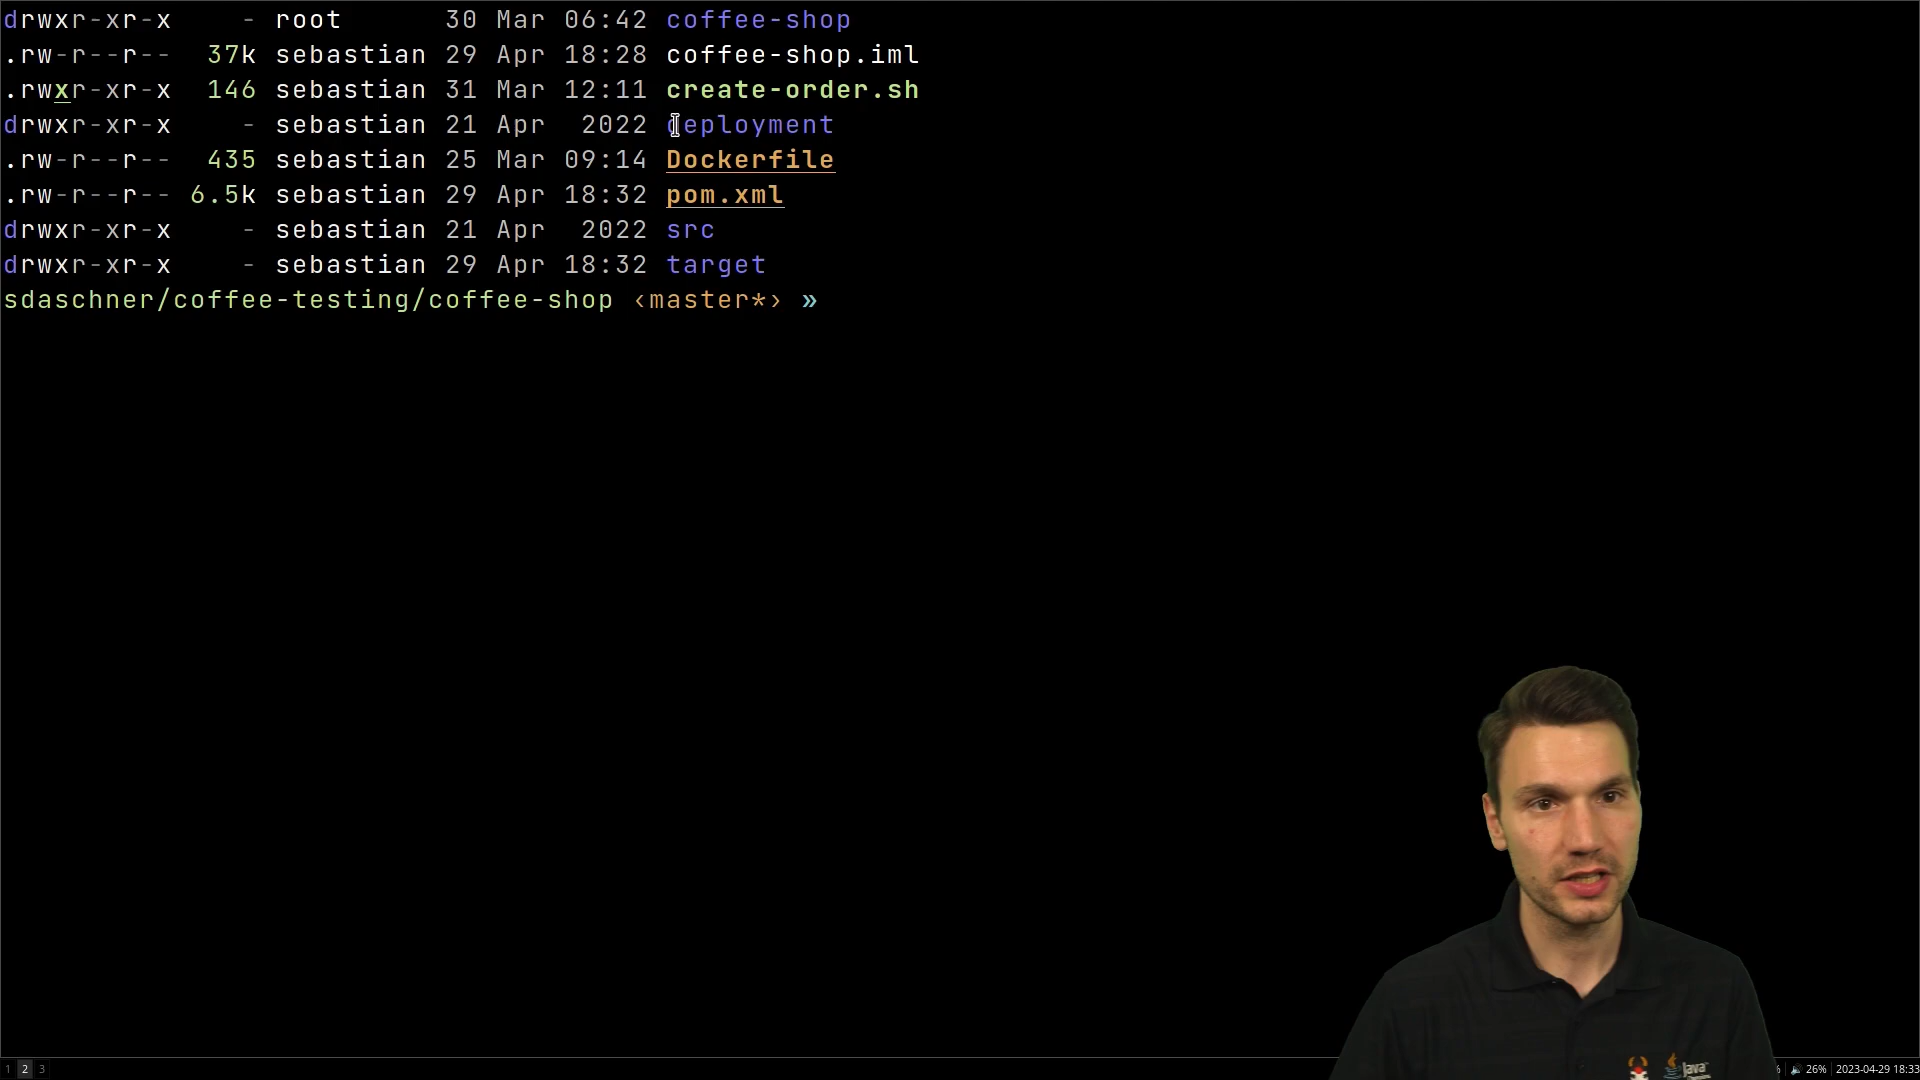 drwxr-xr-x    - root      30 Mar 06:42 coffee-shop
.rw-r--r--  37k sebastian 29 Apr 18:28 coffee-shop.iml
.rwxr-xr-x  146 sebastian 31 Mar 12:11 create-order.sh
drwxr-xr-x    - sebastian 21 Apr  2022 deployment
.rw-r--r--  435 sebastian 25 Mar 09:14 Dockerfile
.rw-r--r-- 6.5k sebastian 29 Apr 18:32 pom.xml
drwxr-xr-x    - sebastian 21 Apr  2022 src
drwxr-xr-x    - sebastian 29 Apr 18:32 target
sdaschner/coffee-testing/coffee-shop ‹master*› »
Java
1 2 3 % 26% 2023-04-29 18:33